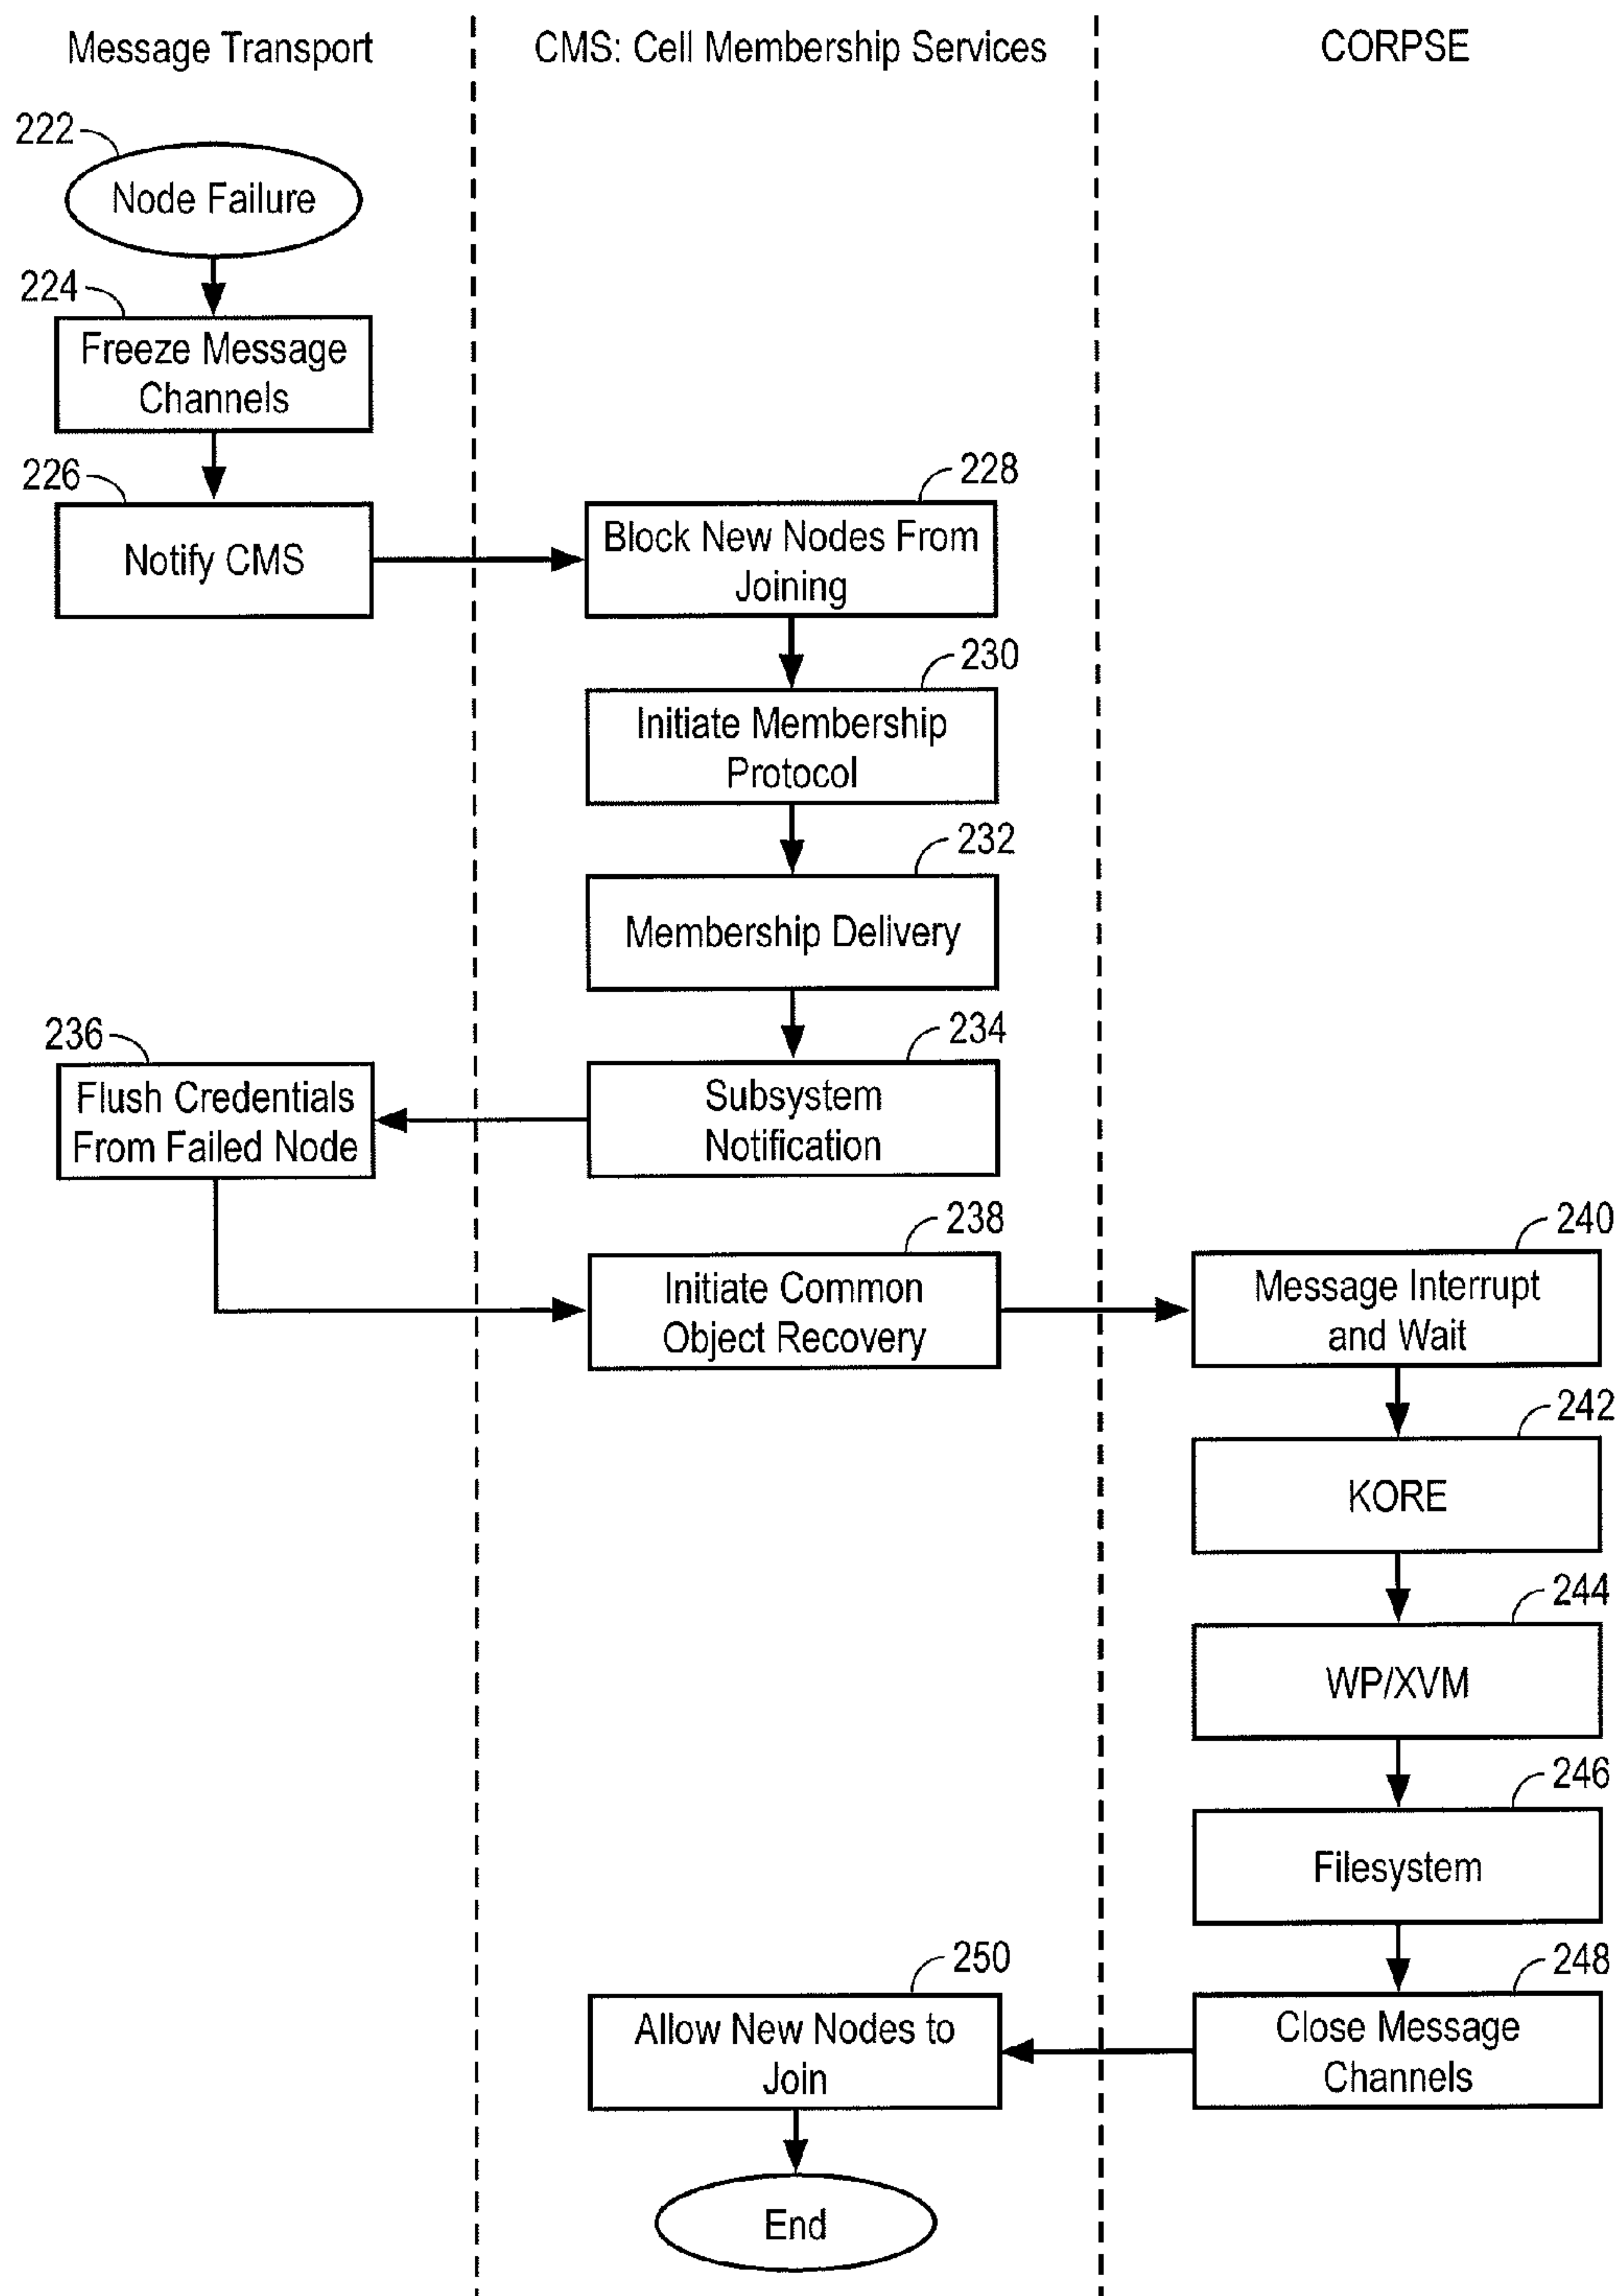 Message Transport
CMS: Cell Membership Services
CORPSE
222
Node Failure
224
Freeze Message
Channels
226
Notify CMS
228
Block New Nodes From
Joining
230
Initiate Membership
Protocol
232
Membership Delivery
234
Subsystem
Notification
236
Flush Credentials
From Failed Node
238
Initiate Common
Object Recovery
240
Message Interrupt
and Wait
242
KORE
244
WP/XVM
246
Filesystem
248
Close Message
Channels
250
Allow New Nodes to
Join
End